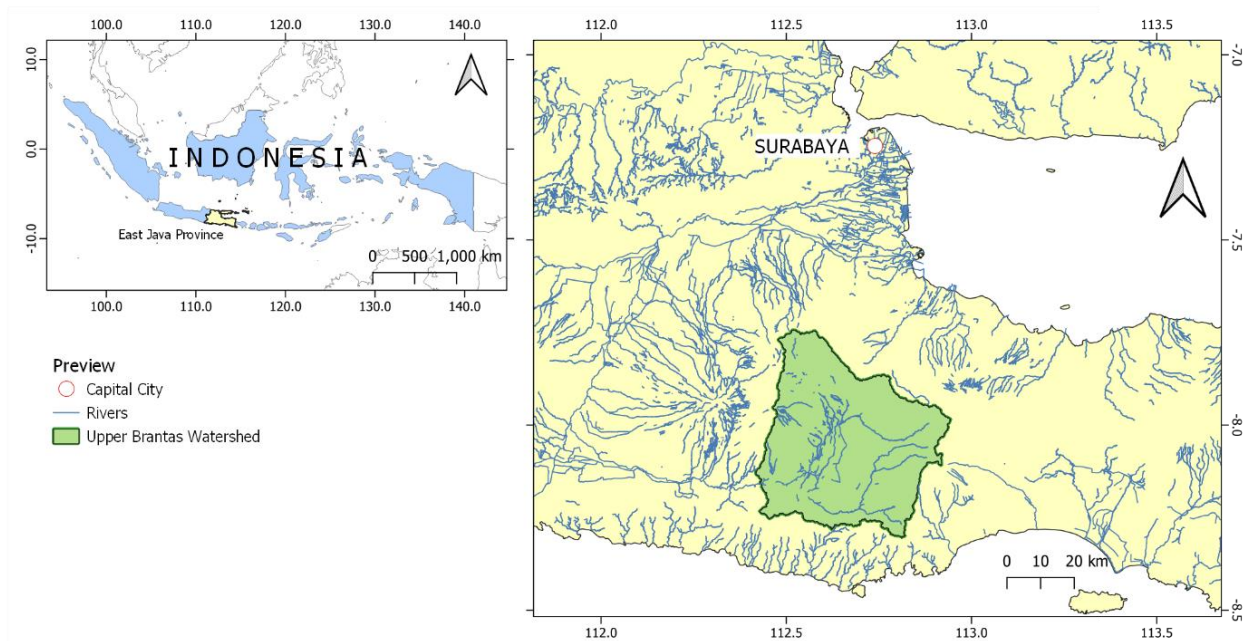 100.0 110.0 120.0 130.0 140.0
10.0
0.0
-10.0
INDONESIA
East Java Province
0 500 1,000 km
100.0 110.0 120.0 130.0 140.0
Preview
Capital City
Rivers
Upper Brantas Watershed
112.0 112.5 113.0 113.5
-7.0
-7.5
-8.0
-8.5
SURABAYA
0 10 20 km
112.0 112.5 113.0 113.5